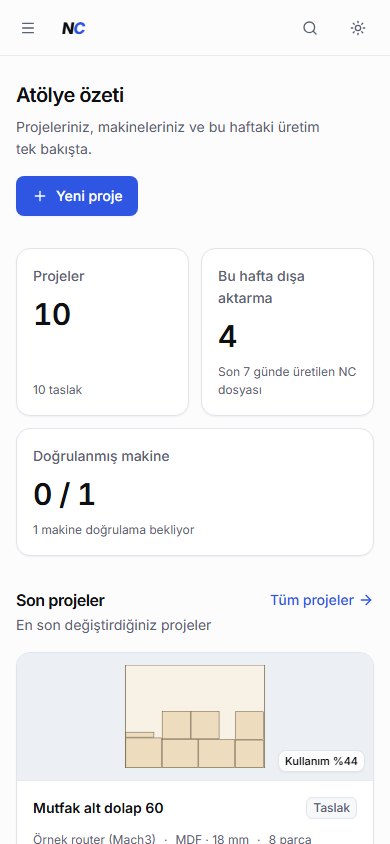 NC
Atölye özeti
Projeleriniz, makineleriniz ve bu haftaki üretim
tek bakışta.
Yeni proje
Projeler
10
10 taslak
Bu hafta dışa
aktarma
4
Son 7 günde üretilen NC
dosyası
Doğrulanmış makine
0 / 1
1 makine doğrulama bekliyor
Son projeler
Tüm projeler
En son değiştirdiğiniz projeler
Kullanım %44
Mutfak alt dolap 60
Taslak
Örnek router (Mach3) · MDF · 18 mm · 8 parça